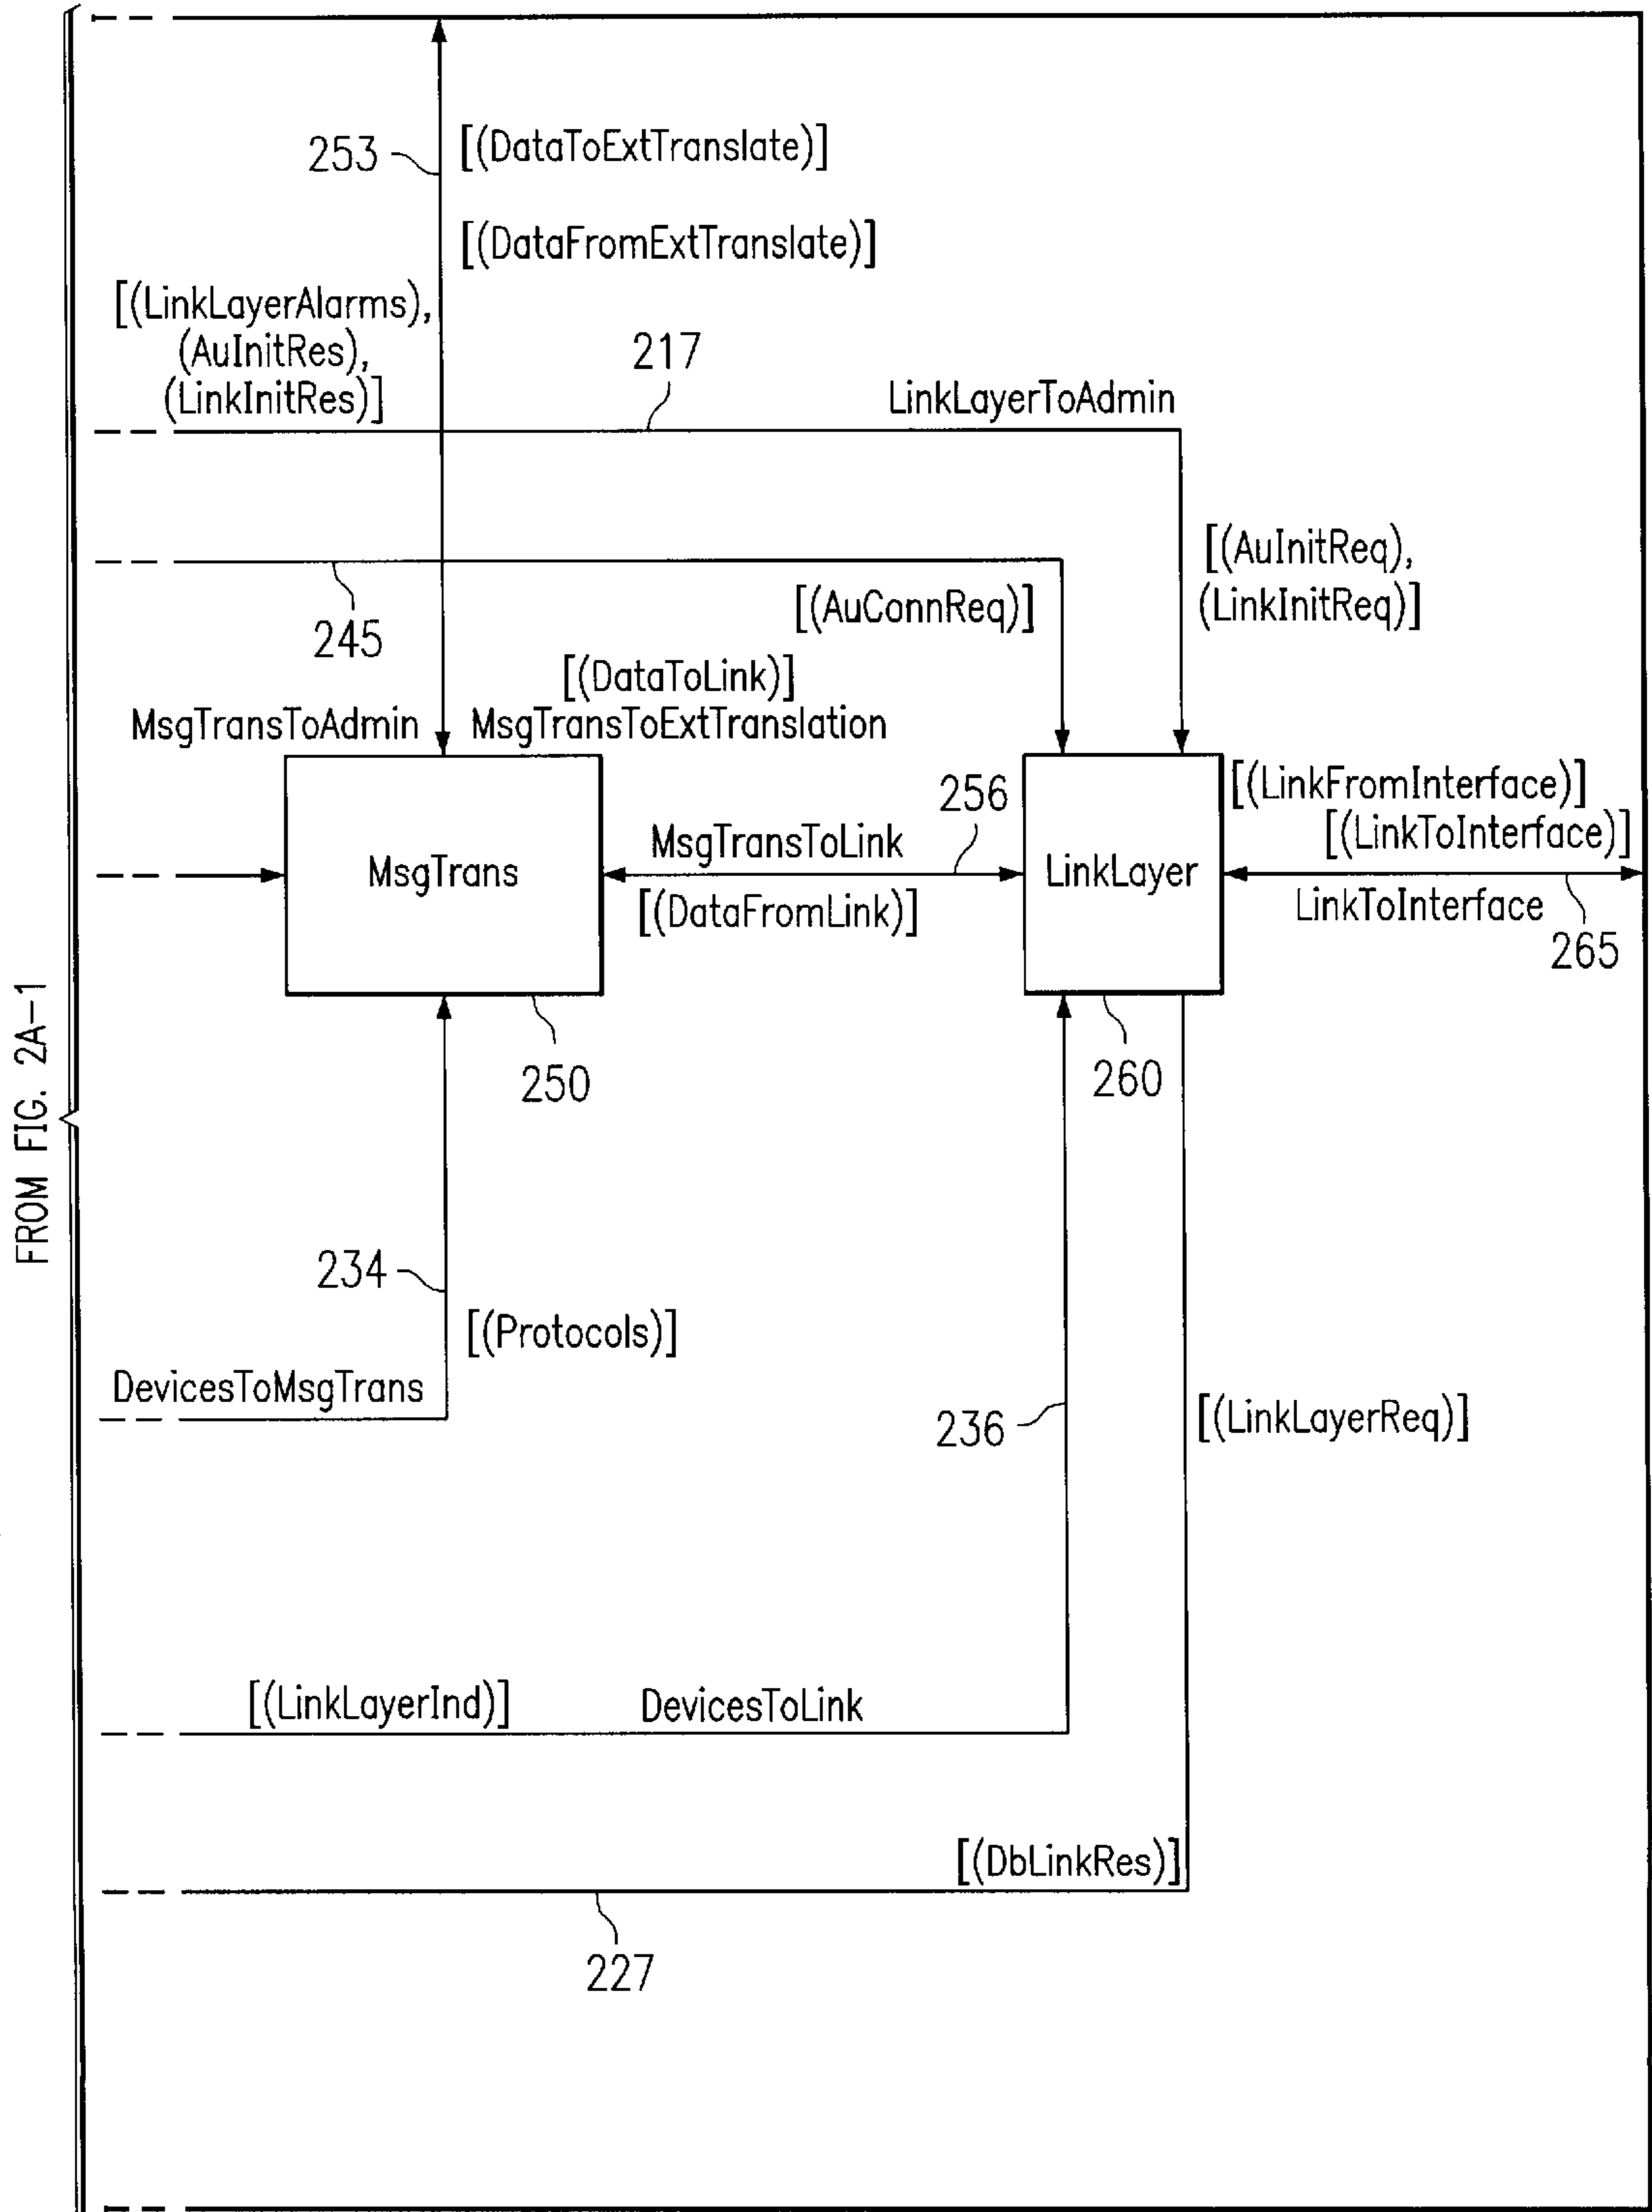 253
[(DataToExtTranslate)]
[(DataFromExtTranslate)]
[(LinkLayerAlarms),
(AuInitRes),
(LinkInitRes)]
217
LinkLayerToAdmin
245
[(AuConnReq)]
[(AuInitReq),
(LinkInitReq)]
[(DataToLink)]
MsgTransToAdmin
MsgTransToExtTranslation
[(LinkFromInterface)]
[(LinkToInterface)]
256
MsgTransToLink
MsgTrans
LinkLayer
[(DataFromLink)]
LinkToInterface
265
250
260
FROM FIG. 2A-1
234
[(Protocols)]
DevicesToMsgTrans
236
[(LinkLayerReq)]
[(LinkLayerInd)]
DevicesToLink
[(DbLinkRes)]
227